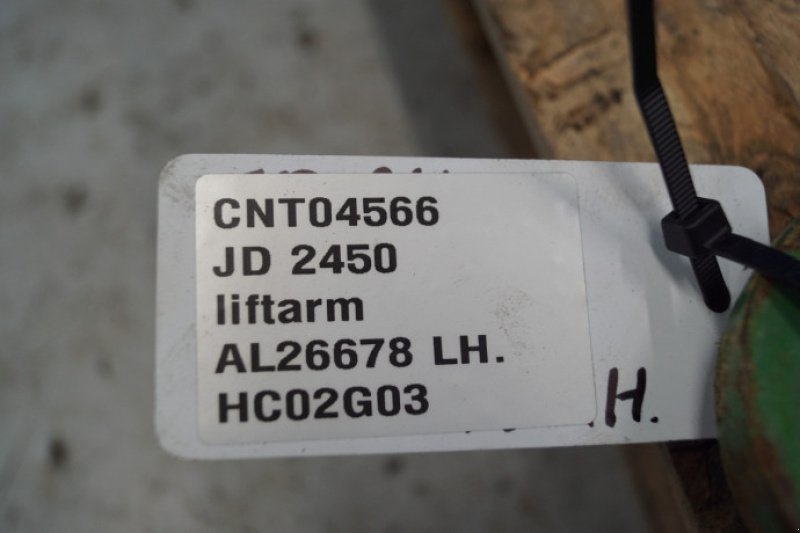 CNT04566
JD 2450
liftarm
AL26678 LH.
HC02G03
H.